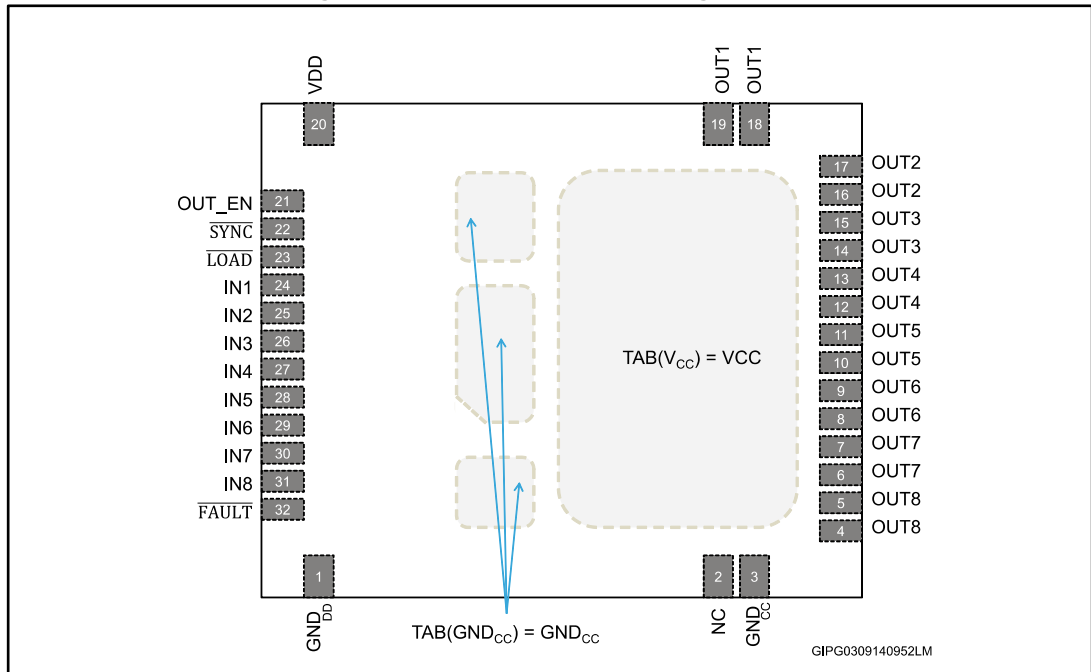 VDD
OUT1
OUT1
20
19
18
17 OUT2
16 OUT2
15 OUT3
14 OUT3
13 OUT4
12 OUT4
11 OUT5
10 OUT5
9 OUT6
8 OUT6
7 OUT7
6 OUT7
5 OUT8
4 OUT8
OUT_EN 21
SYNC 22
LOAD 23
IN1 24
IN2 25
IN3 26
IN4 27
IN5 28
IN6 29
IN7 30
IN8 31
FAULT 32
TAB(VCC) = VCC
1
2
3
GNDDD
NC
GNDCC
TAB(GNDCC) = GNDCC
GIPG0309140952LM